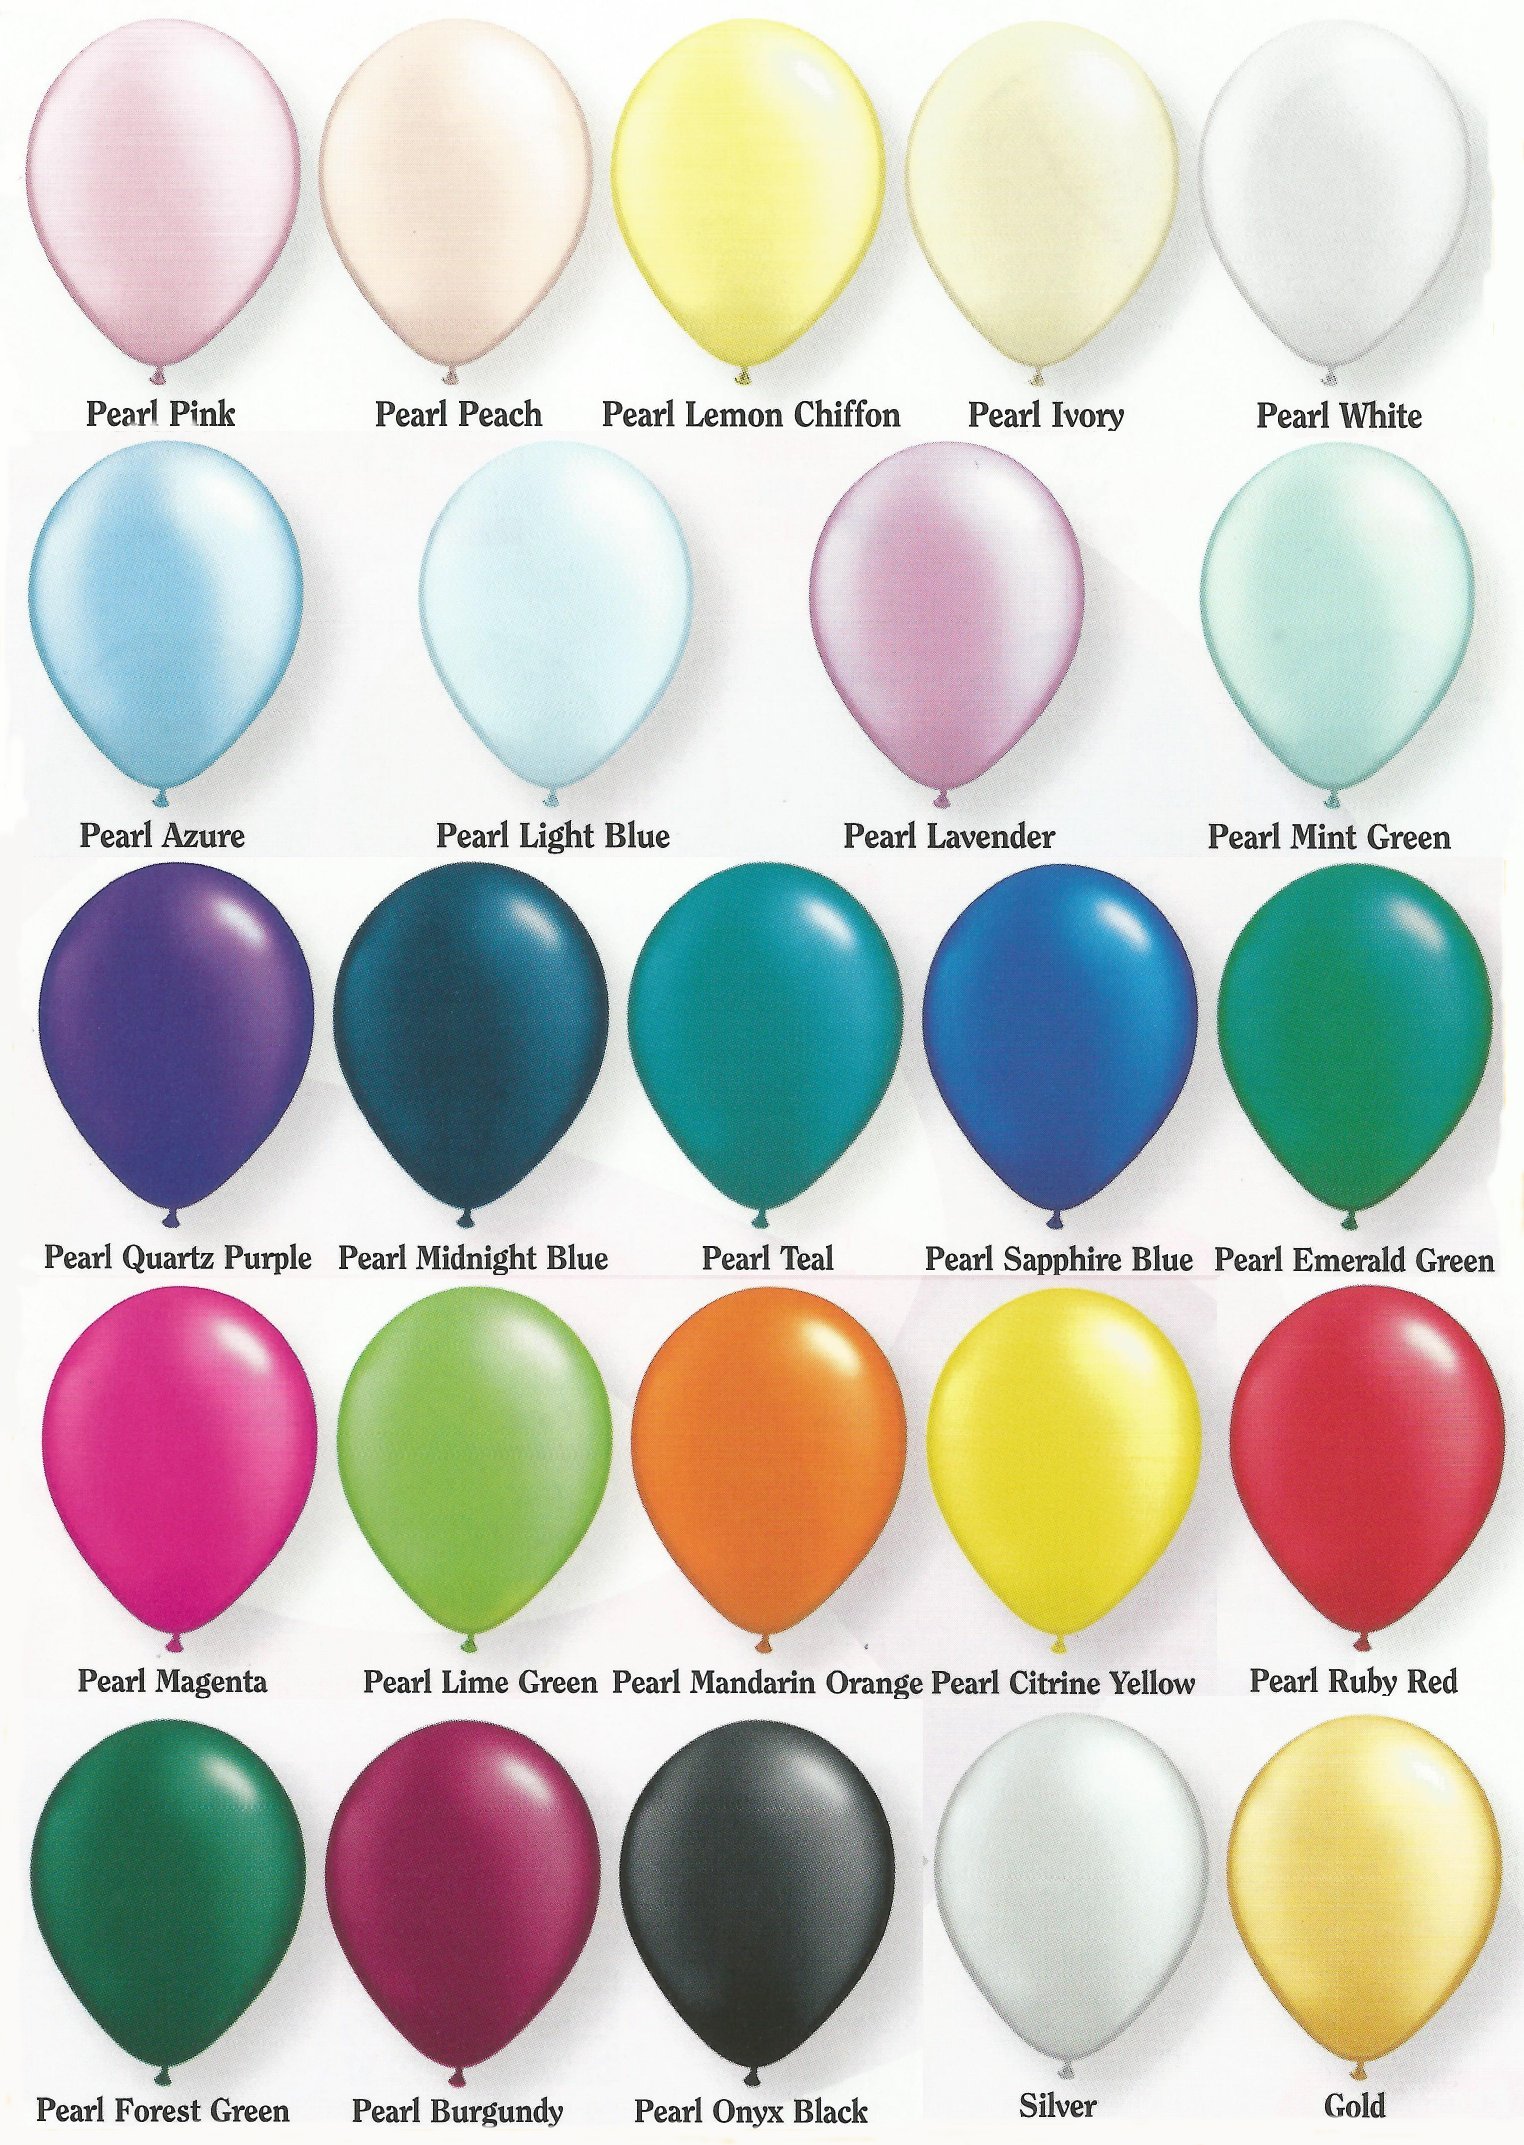 Pearl Pink
Pearl Peach
Pearl Lemon Chiffon
Pearl Ivory
Pearl White
Pearl Azure
Pearl Light Blue
Pearl Lavender
Pearl Mint Green
Pearl Quartz Purple
Pearl Midnight Blue
Pearl Teal
Pearl Sapphire Blue
Pearl Emerald Green
Pearl Magenta
Pearl Lime Green
Pearl Mandarin Orange
Pearl Citrine Yellow
Pearl Ruby Red
Pearl Forest Green
Pearl Burgundy
Pearl Onyx Black
Silver
Gold